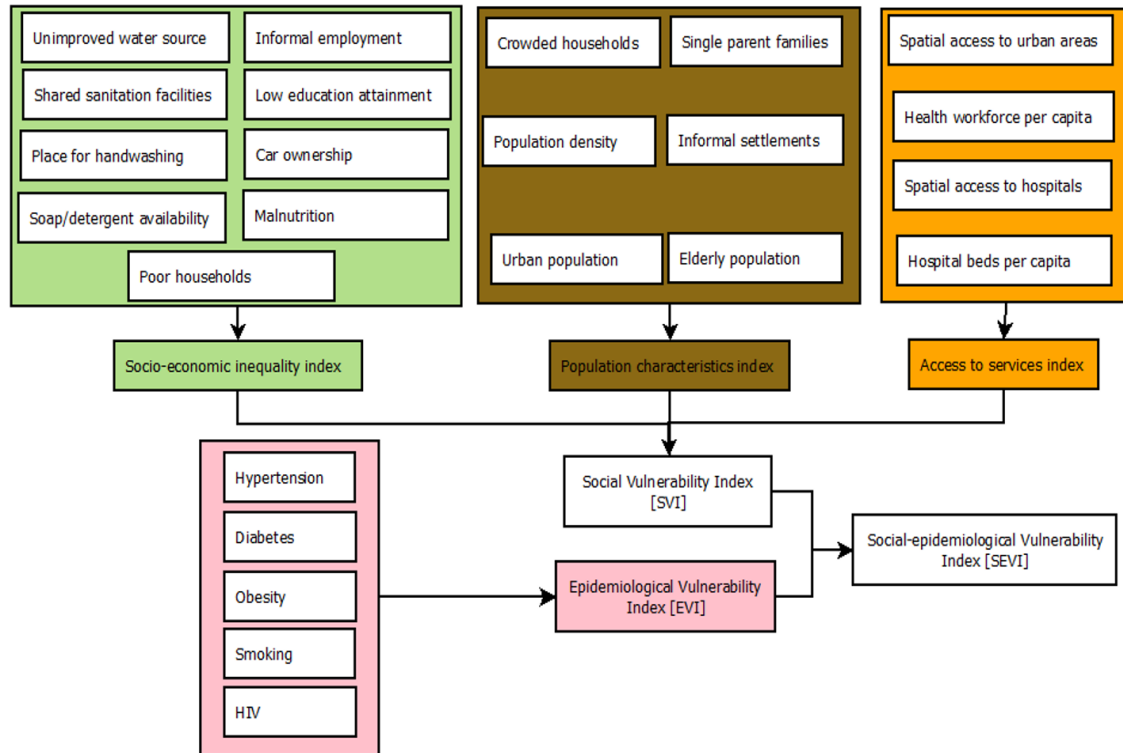 Unimproved water source
Informal employment
Shared sanitation facilities
Low education attainment
Place for handwashing
Car ownership
Soap/detergent availability
Malnutrition
Poor households
Crowded households
Single parent families
Population density
Informal settlements
Urban population
Elderly population
Spatial access to urban areas
Health workforce per capita
Spatial access to hospitals
Hospital beds per capita
Socio-economic inequality index
Population characteristics index
Access to services index
Hypertension
Diabetes
Obesity
Smoking
HIV
Social Vulnerability Index
[SVI]
Epidemiological Vulnerability
Index [EVI]
Social-epidemiological Vulnerability
Index [SEVI]